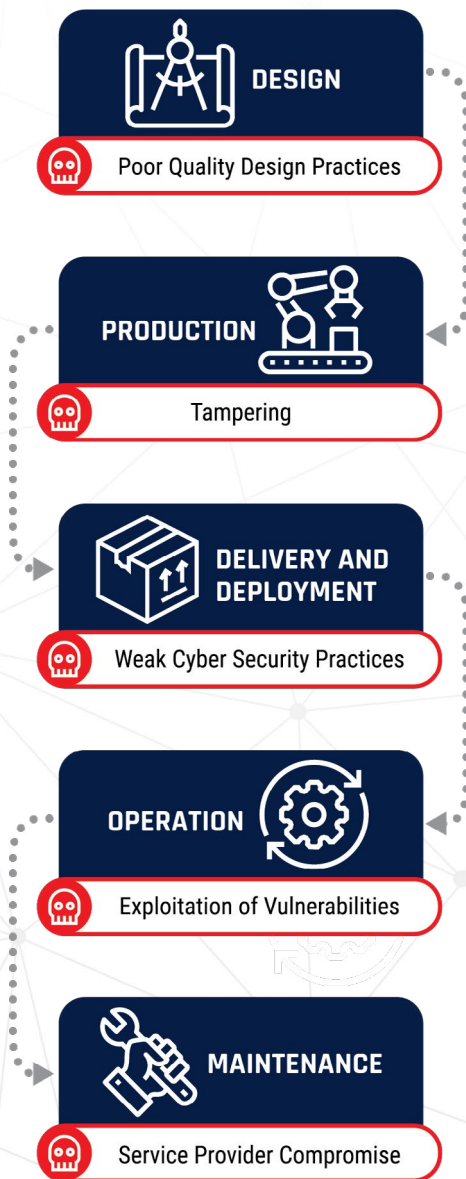 DESIGN
Poor Quality Design Practices
PRODUCTION
Tampering
DELIVERY AND
DEPLOYMENT
Weak Cyber Security Practices
OPERATION
Exploitation of Vulnerabilities
MAINTENANCE
Service Provider Compromise